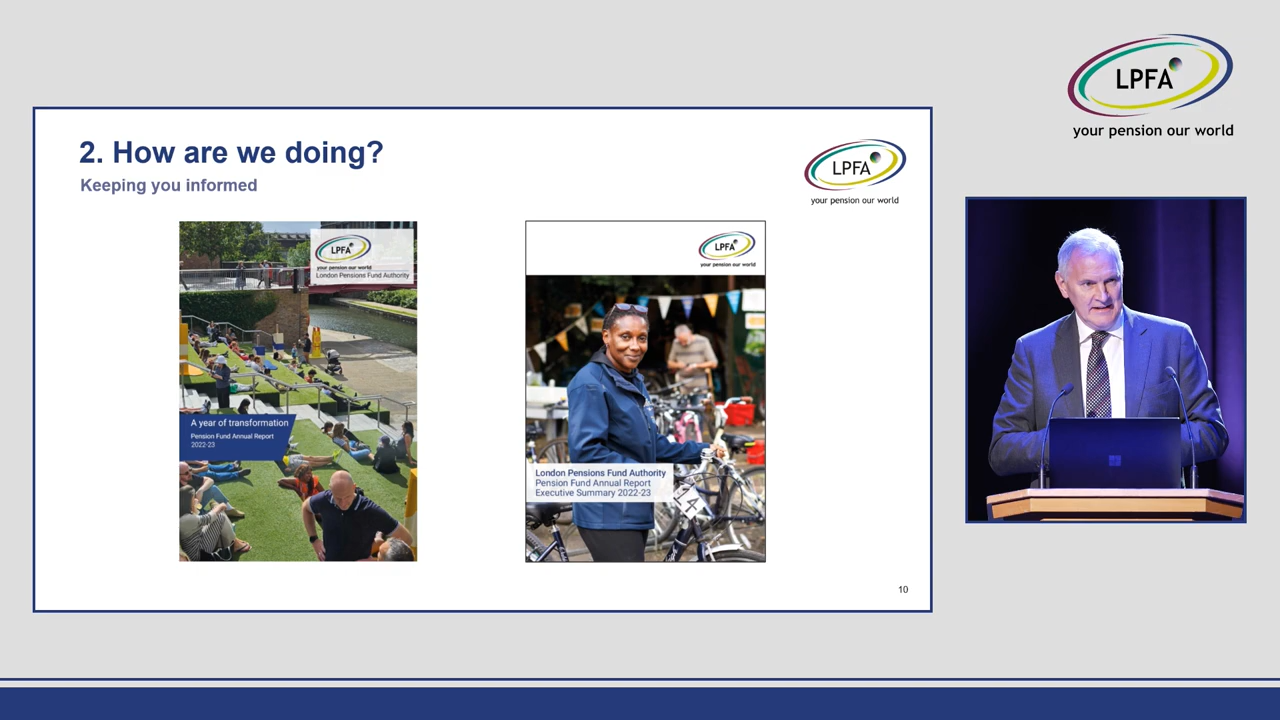 LPFA
your pension our world
2. How are we doing?
Keeping you informed
LPFA
your pension our world
LPFA
your pension our world
London Pensions Fund Authority
A year of transformation
Pension Fund Annual Report
2022-23
LPFA
your pension our world
London Pensions Fund Authority
Pension Fund Annual Report
Executive Summary 2022-23
14
10